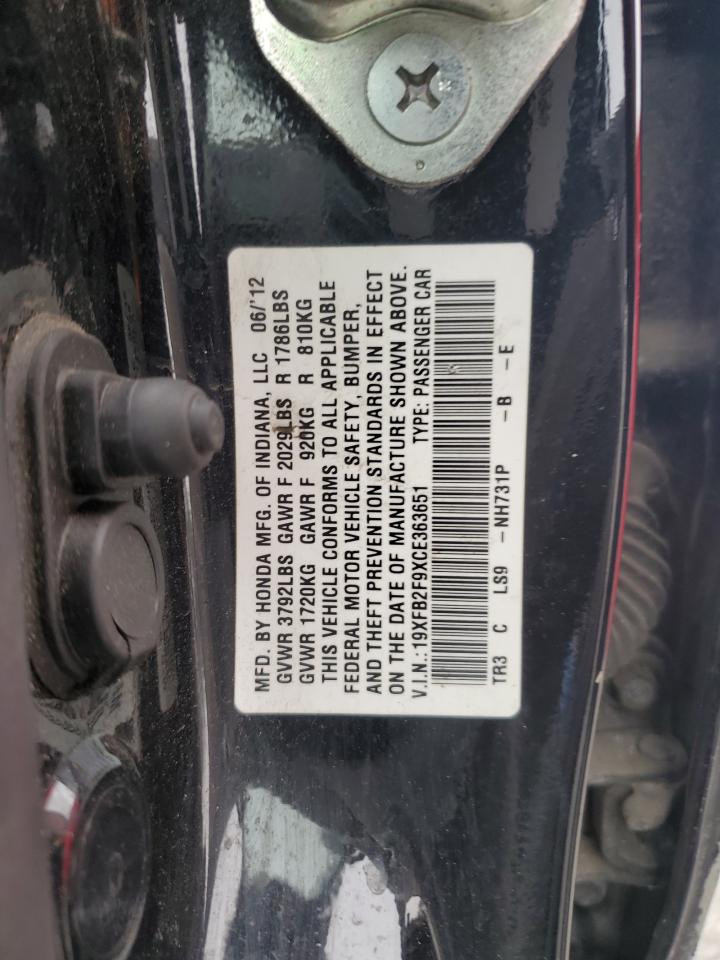 MFD. BY HONDA MFG. OF INDIANA, LLC 06/'12
GVWR 3792LBS GAWR F 2029LBS R 1786LBS
GVWR 1720KG GAWR F 920KG R 810KG
THIS VEHICLE CONFORMS TO ALL APPLICABLE
FEDERAL MOTOR VEHICLE SAFETY, BUMPER,
AND THEFT PREVENTION STANDARDS IN EFFECT
ON THE DATE OF MANUFACTURE SHOWN ABOVE.
V.I.N.:19XFB2F9XCE363651 TYPE: PASSENGER CAR
TR3 C LS9 -NH731P -B -E